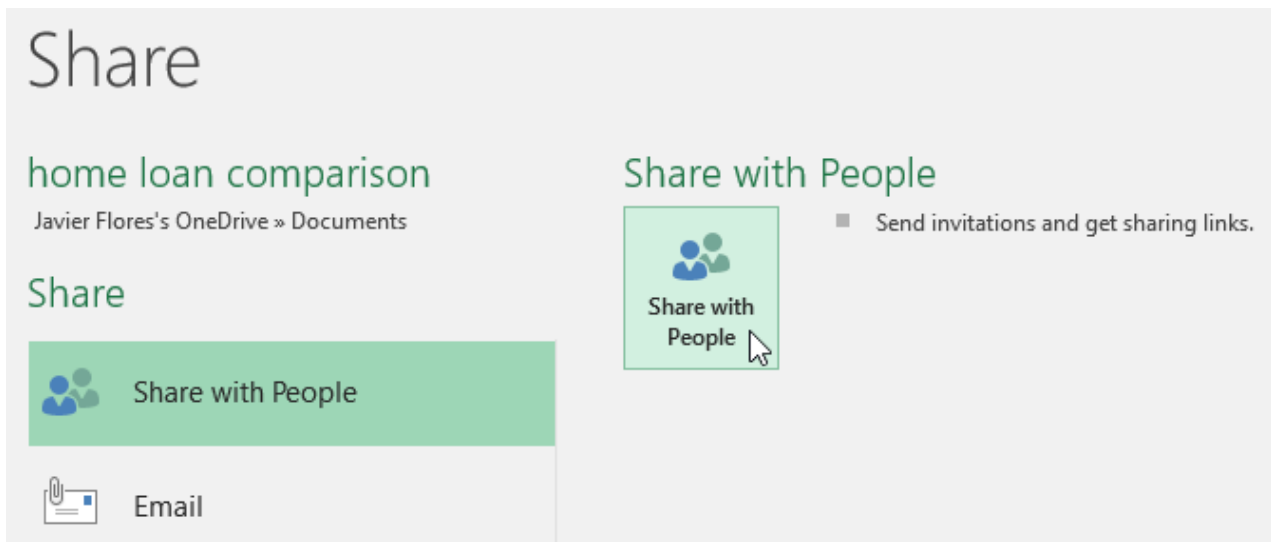 Share
home loan comparison
Javier Flores's OneDrive » Documents
Share
Share with People
Email
Share with People
Share with
People
Send invitations and get sharing links.